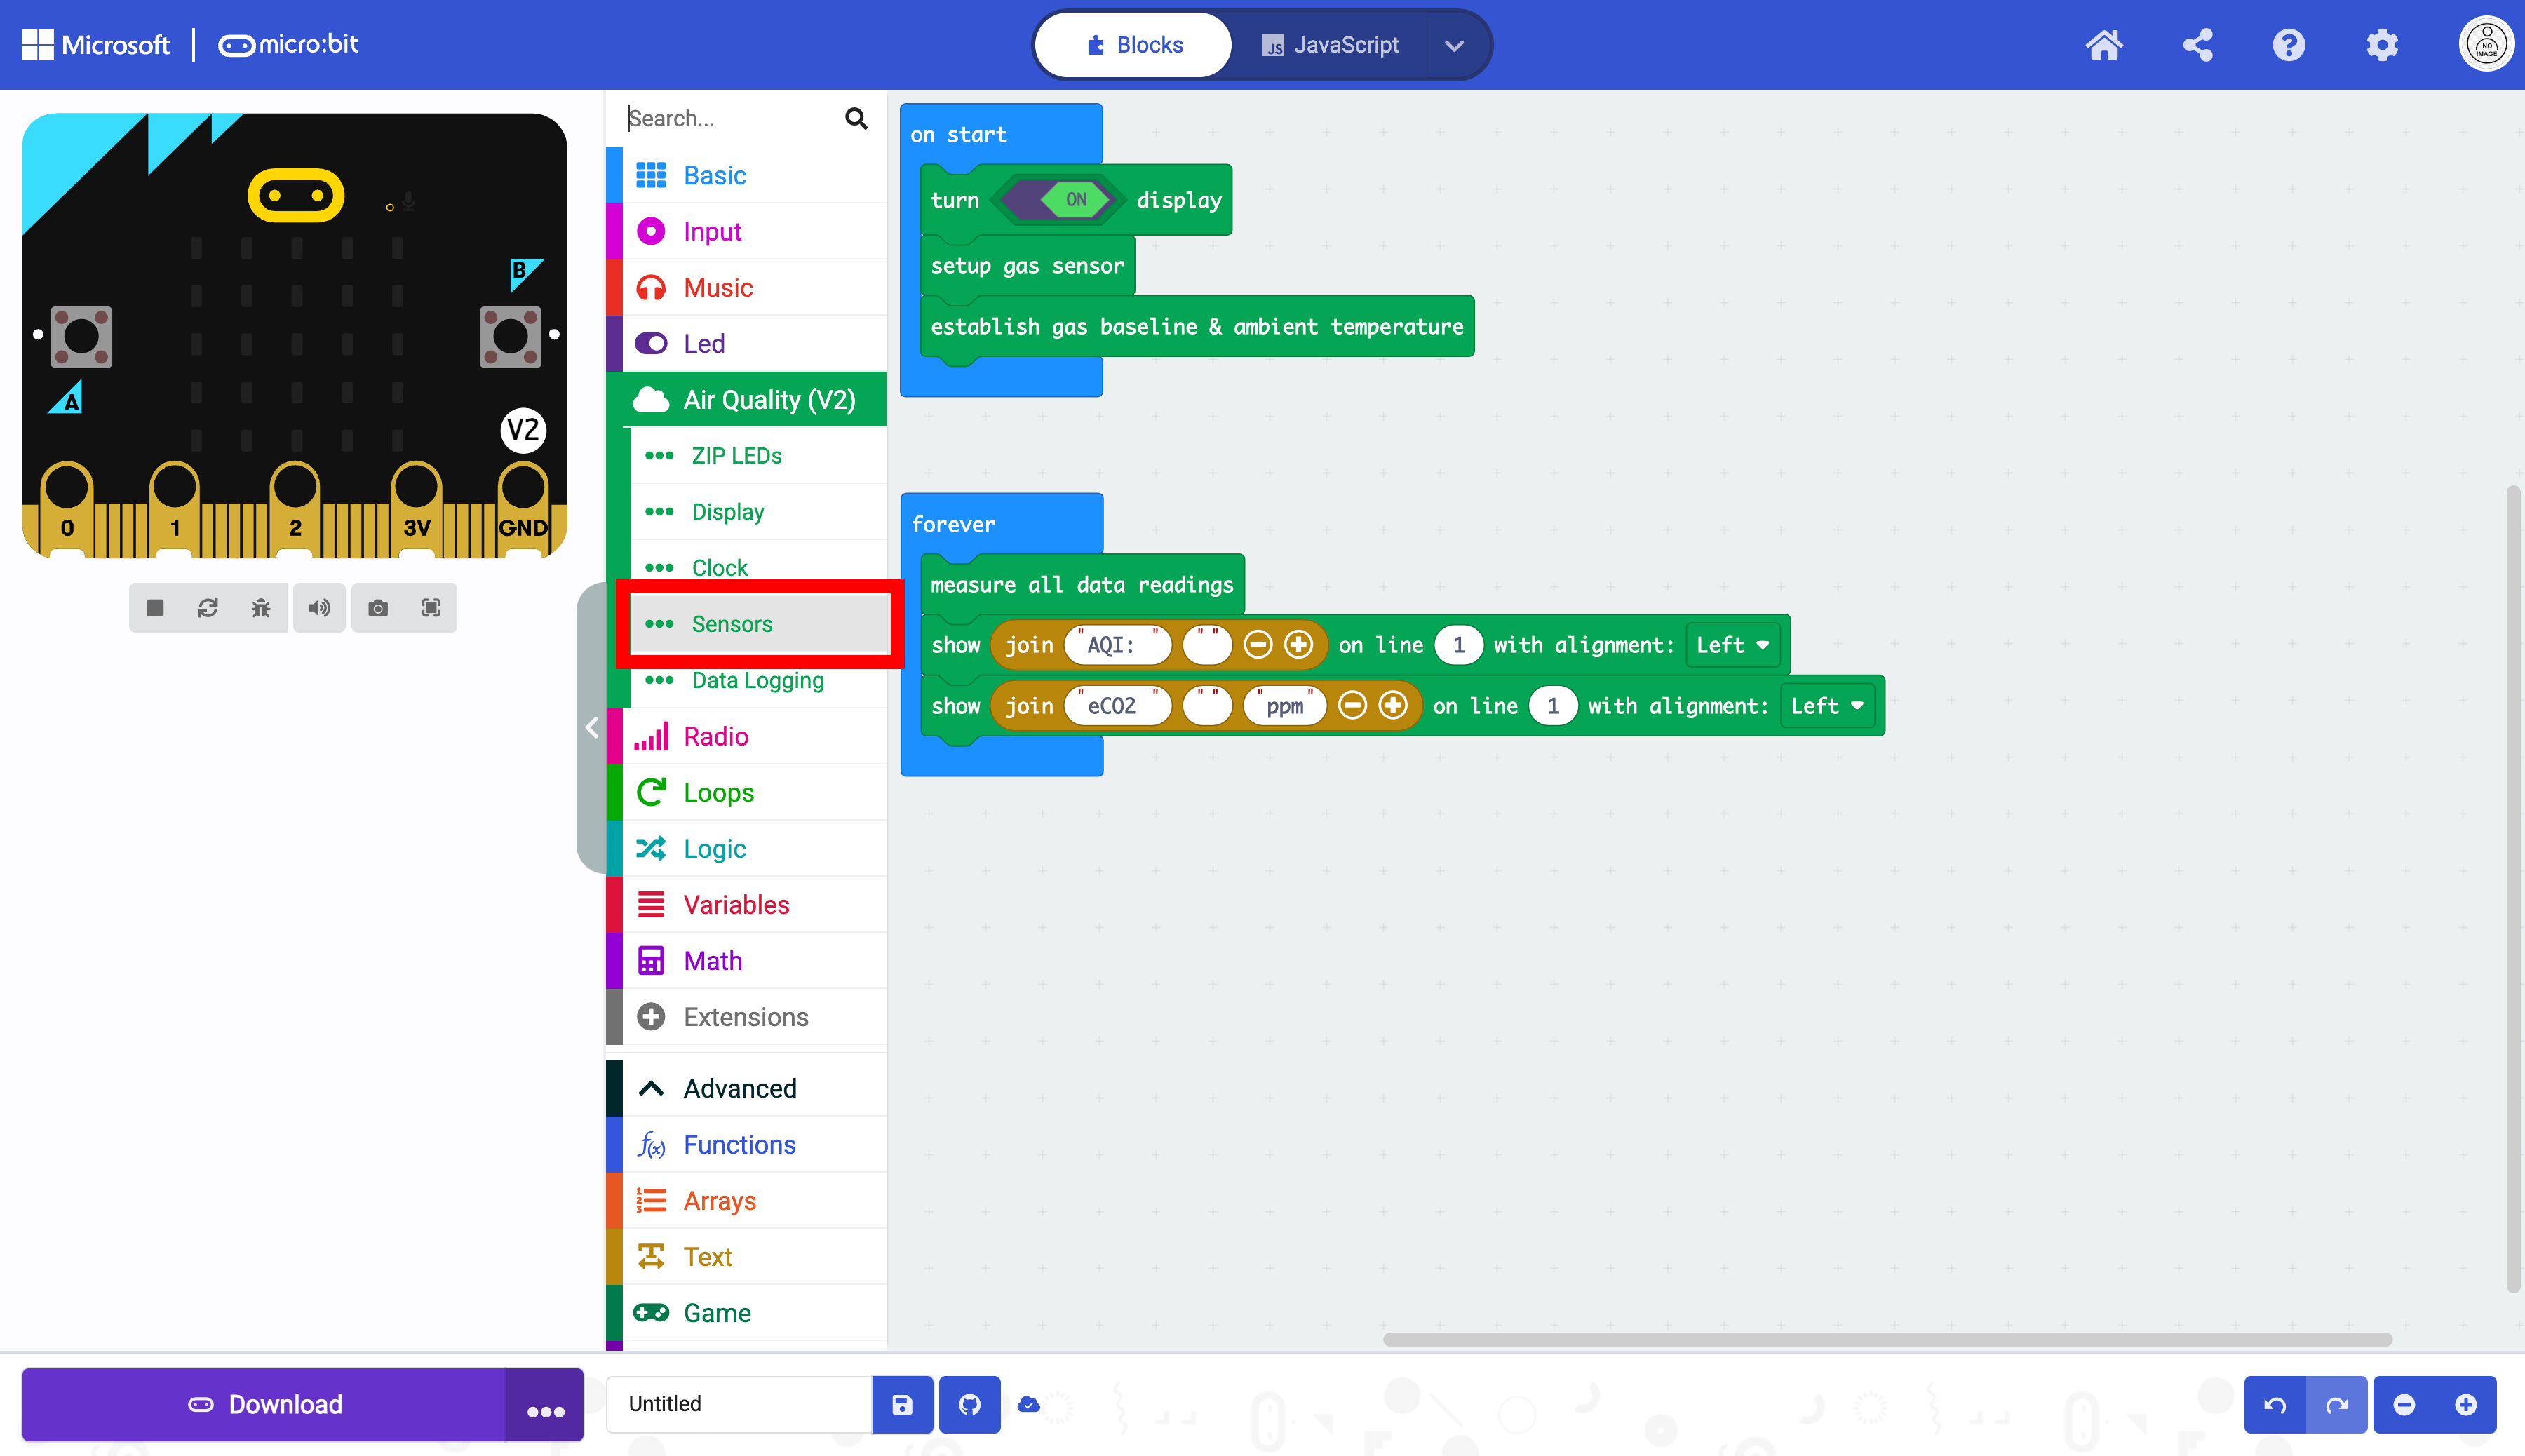 Microsoft | micro:bit
Blocks
JS JavaScript
NO IMAGE
B
A
V2
0 1 2 3V GND
Search...
Basic
Input
Music
Led
Air Quality (V2)
ZIP LEDs
Display
Clock
Sensors
Data Logging
Radio
Loops
Logic
Variables
Math
Extensions
Advanced
f(x) Functions
Arrays
Text
Game
on start
turn ON display
setup gas sensor
establish gas baseline & ambient temperature
forever
measure all data readings
show join "AQI: " " " on line 1 with alignment: Left
show join "eCO2 " " " "ppm" on line 1 with alignment: Left
Download
Untitled